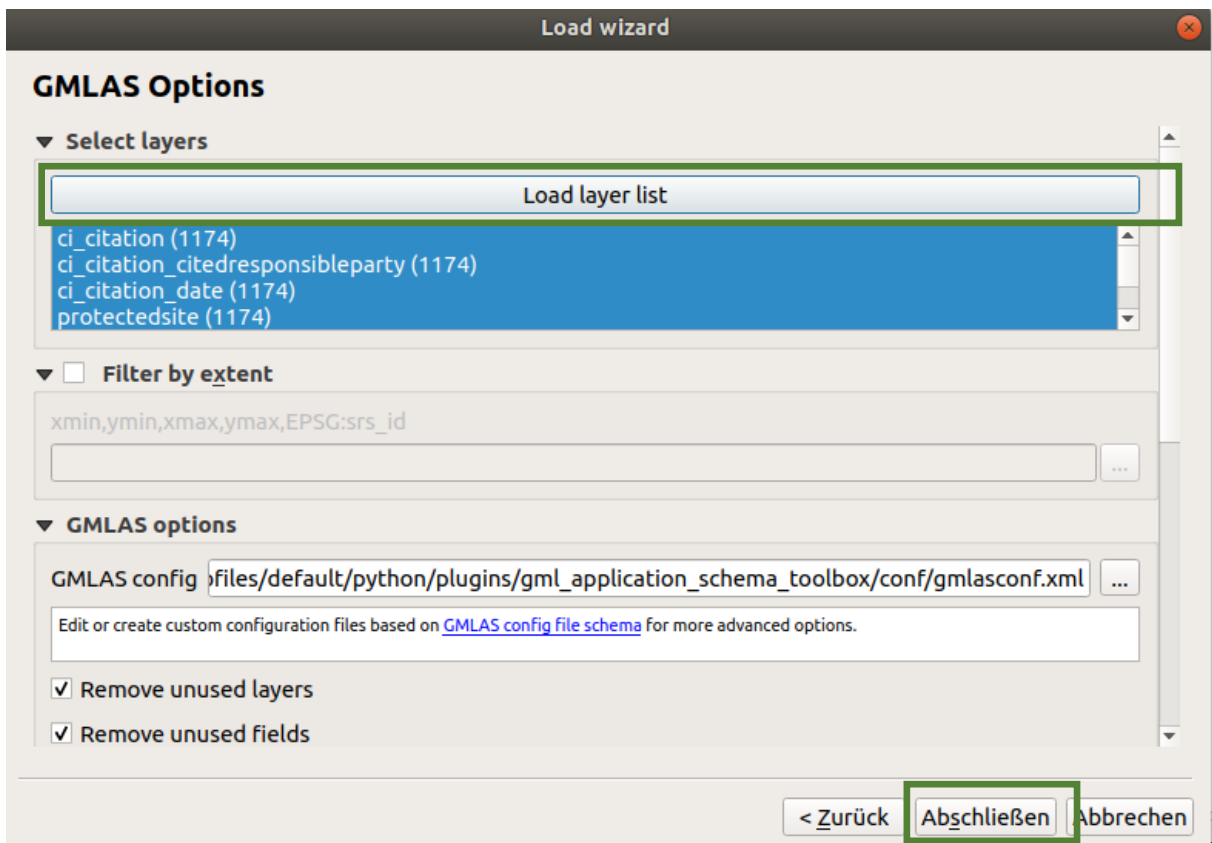 Load wizard
GMLAS Options
Select layers
Load layer list
ci_citation (1174)
ci_citation_citedresponsibleparty (1174)
ci_citation_date (1174)
protectedsite (1174)
Filter by extent
xmin,ymin,xmax,ymax,EPSG:srs_id
...
GMLAS options
GMLAS config ofiles/default/python/plugins/gml_application_schema_toolbox/conf/gmlasconf.xml ...
Edit or create custom configuration files based on GMLAS config file schema for more advanced options.
Remove unused layers
Remove unused fields
< Zurück Abschließen Abbrechen